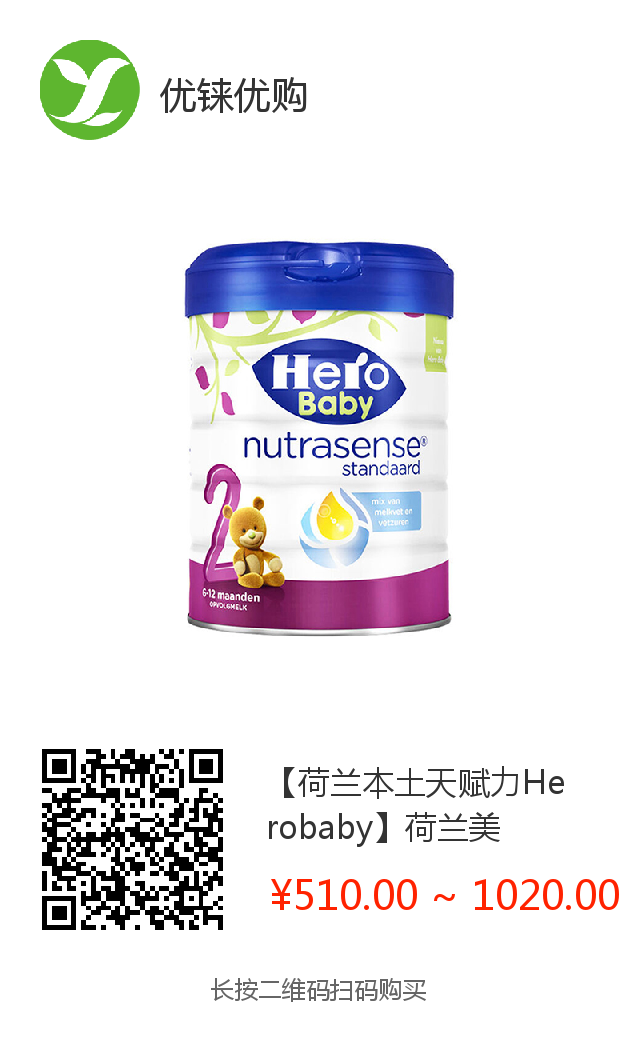 优铼优购
Hero
Baby
nutrasense®
standaard
2
mix van
melkvet en
vetzuren
6-12 maanden
OPVOLGMELK
【荷兰本土天赋力He
robaby】荷兰美
¥510.00 ~ 1020.00
长按二维码扫码购买